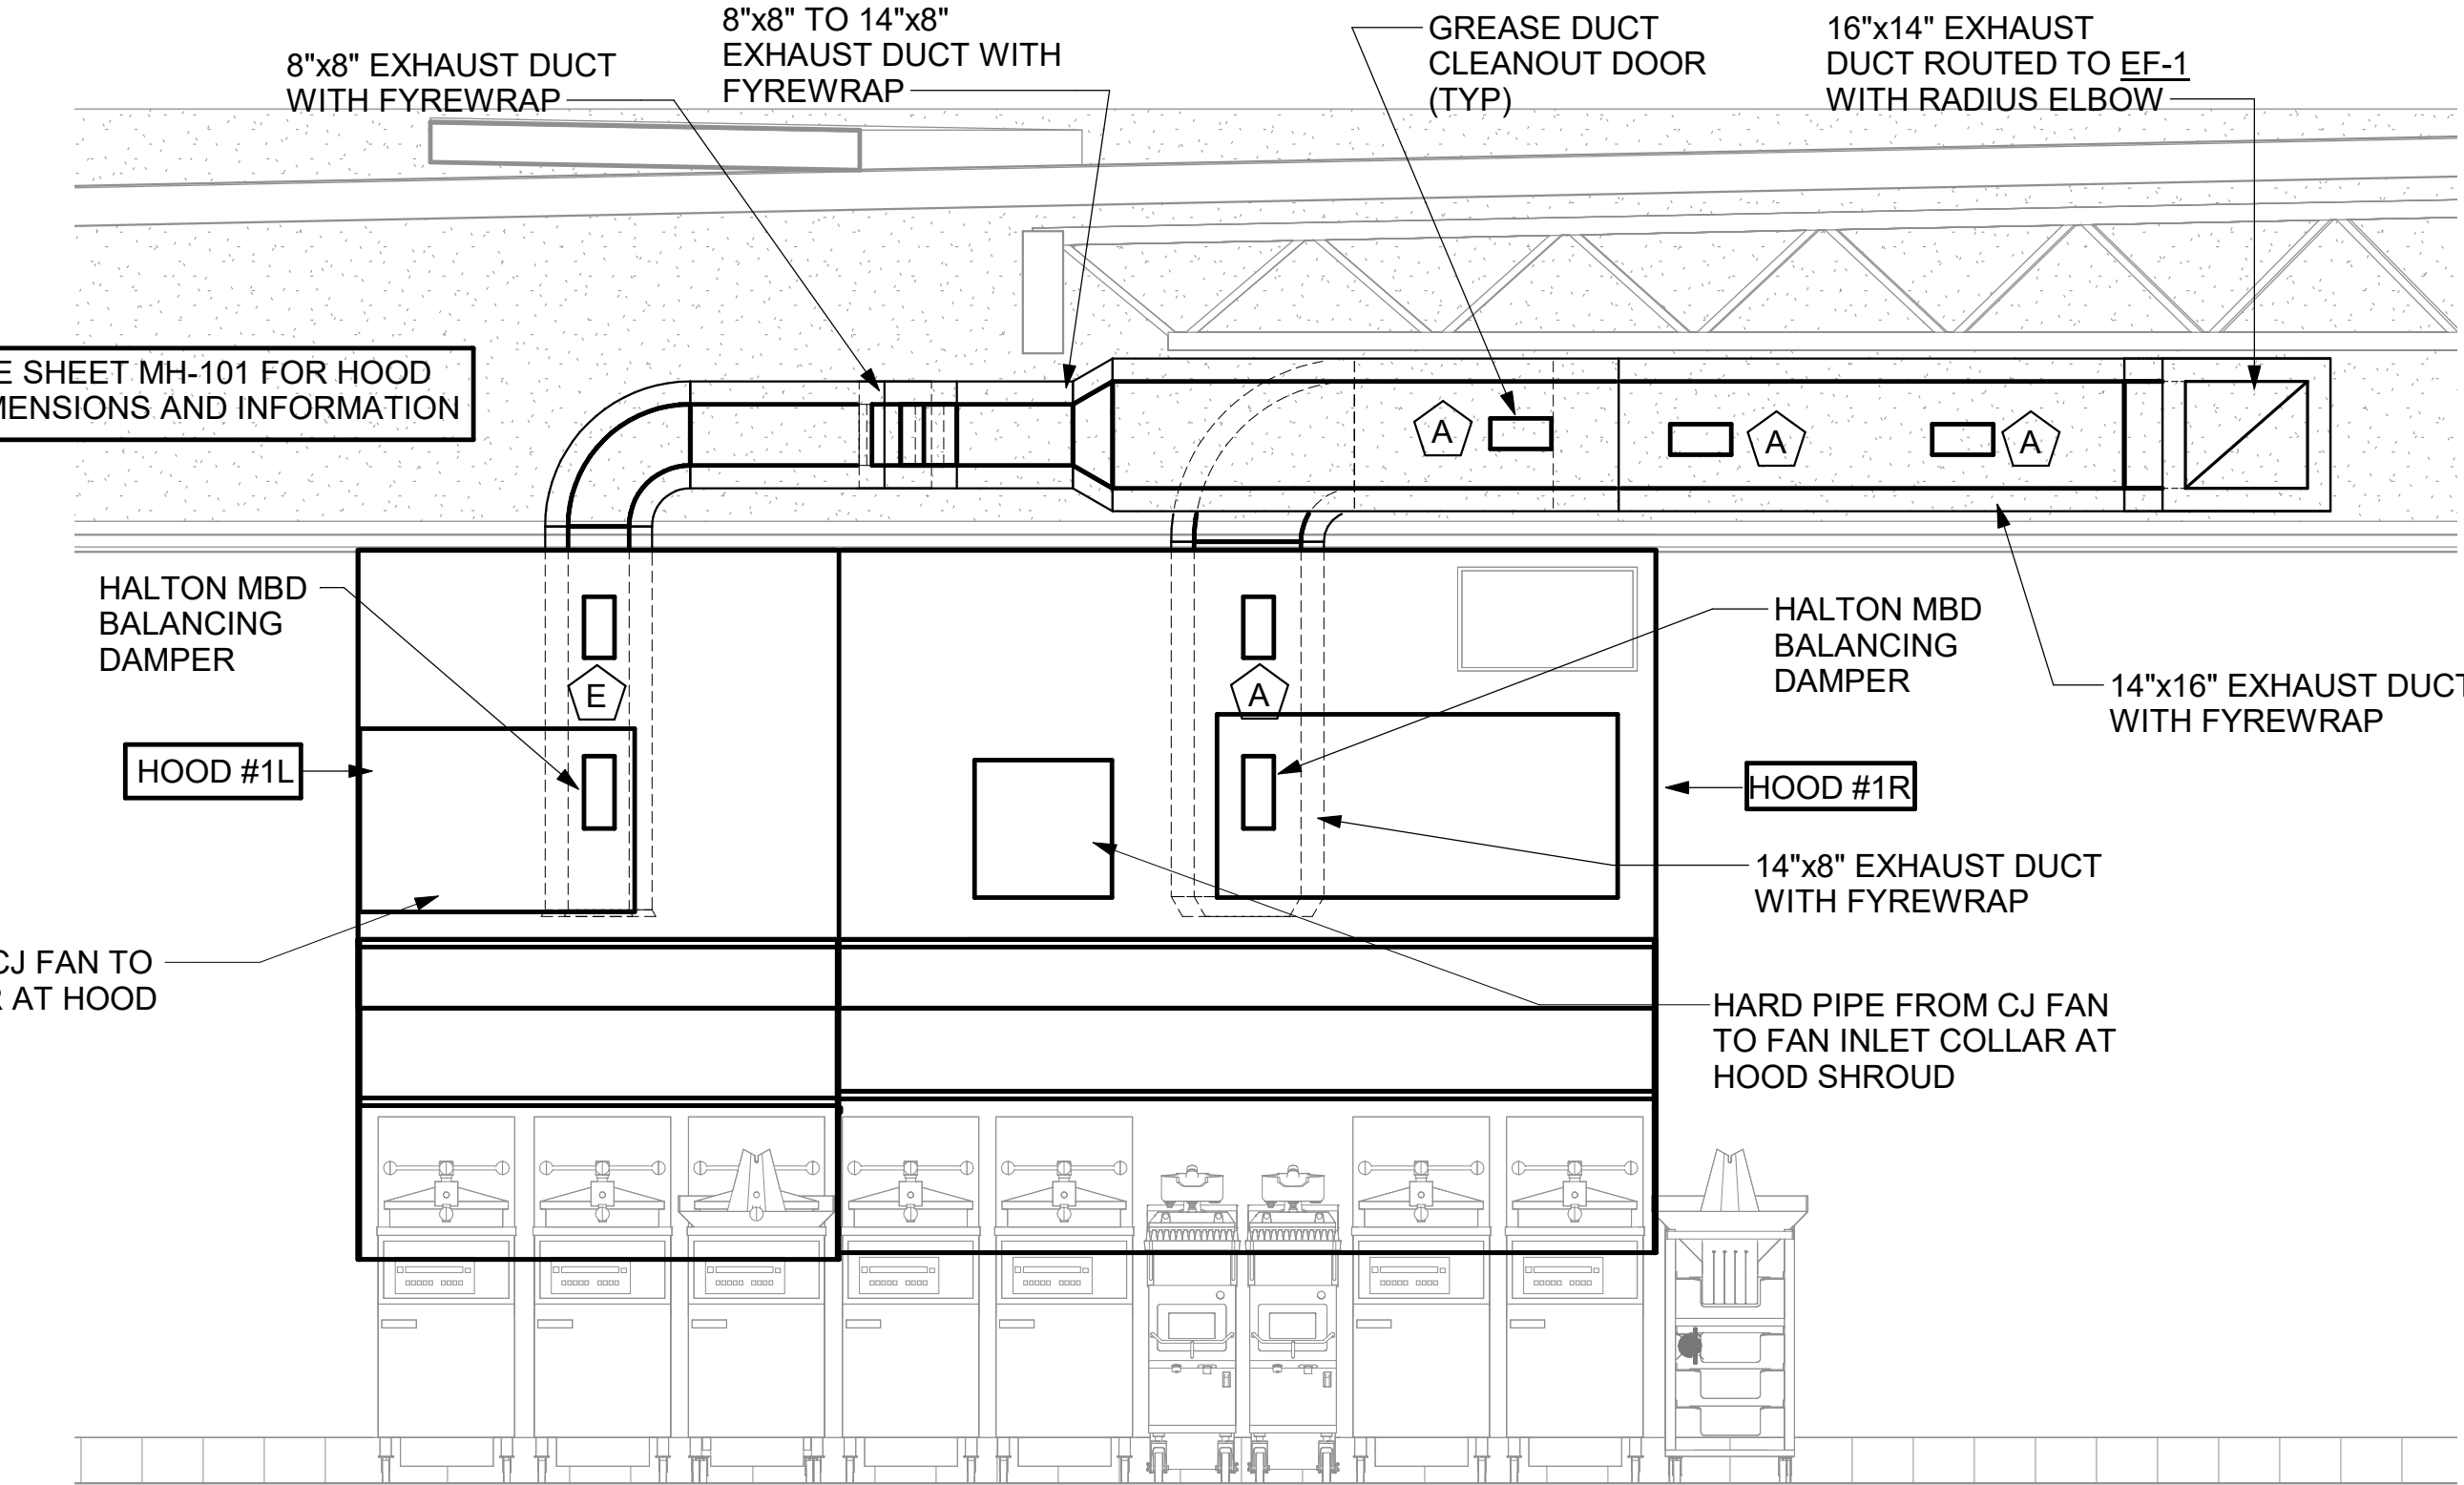 8"x8" EXHAUST DUCT
WITH FYREWRAP
8"x8" TO 14"x8"
EXHAUST DUCT WITH
FYREWRAP
GREASE DUCT
CLEANOUT DOOR
(TYP)
16"x14" EXHAUST
DUCT ROUTED TO EF-1
WITH RADIUS ELBOW
SHEET MH-101 FOR HOOD
AND INFORMATION
A
A
A
HALTON MBD
BALANCING
DAMPER
E
A
HALTON MBD
BALANCING
DAMPER
14"x16" EXHAUST DUCT
WITH FYREWRAP
HOOD #1L
HOOD #1R
14"x8" EXHAUST DUCT
WITH FYREWRAP
CJ FAN TO
AT HOOD
HARD PIPE FROM CJ FAN
TO FAN INLET COLLAR AT
HOOD SHROUD